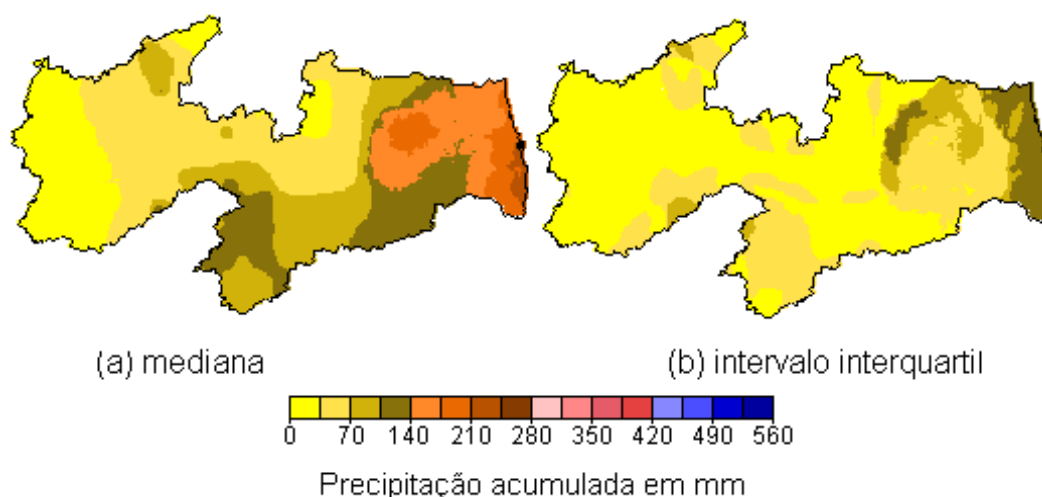 (a) mediana (b) intervalo interquartil
0 70 140 210 280 350 420 490 560
Precipitação acumulada em mm